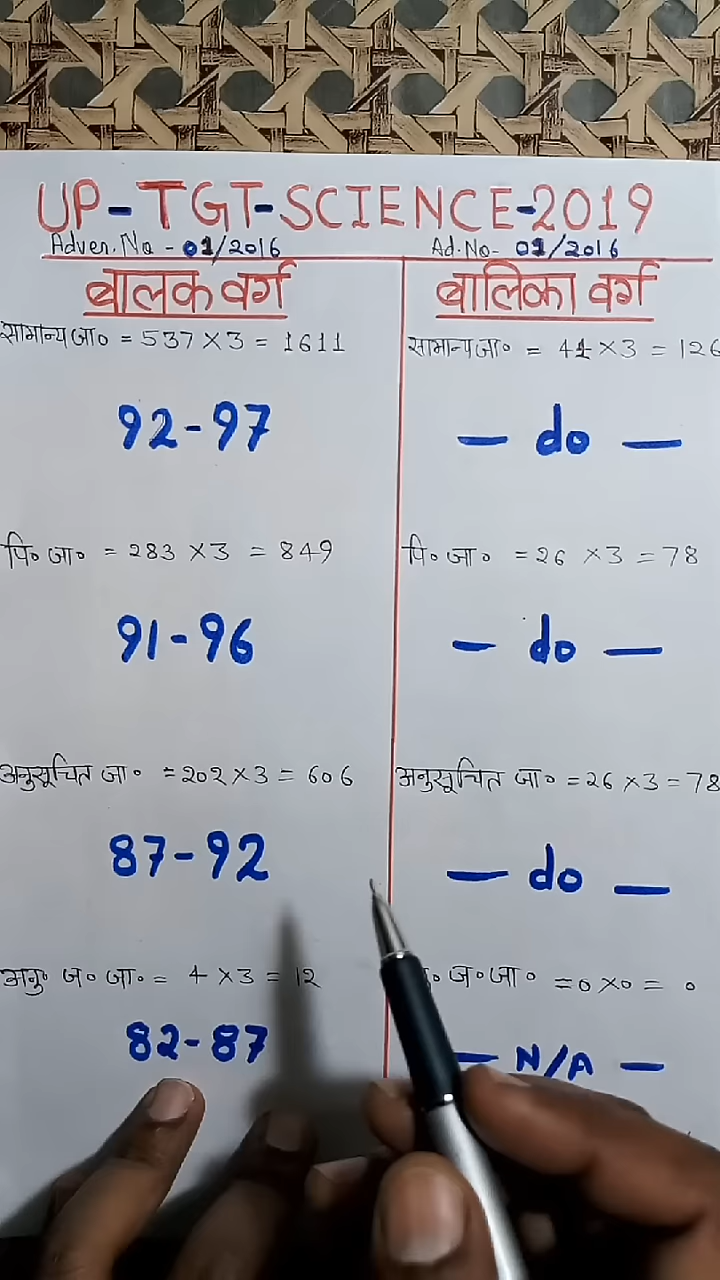 UP-TGT-SCIENCE-2019
Adver. No - 01/2016
Ad. No- 01/2016
बालक वर्ग
बालिका वर्ग
सामान्य जा० = 537 × 3 = 1611
सामान्य जा० = 41 × 3 = 126
92-97
— do —
पि० जा० = 283 × 3 = 849
पि० जा० = 26 × 3 = 78
91-96
— do —
अनुसूचित जा० = 202 × 3 = 606
अनुसूचित जा० = 26 × 3 = 78
87-92
— do —
अनु० ज० जा० = 4 × 3 = 12
ज० जा० = 0 × 0 = 0
82-87
— N/A —